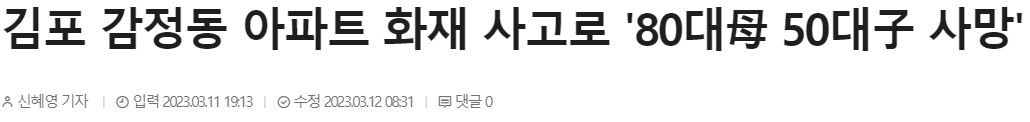 김포 감정동 아파트 화재 사고로 '80대母 50대子 사망'
신혜영 기자 | 입력 2023.03.11 19:13 | 수정 2023.03.12 08:31 | 댓글 0